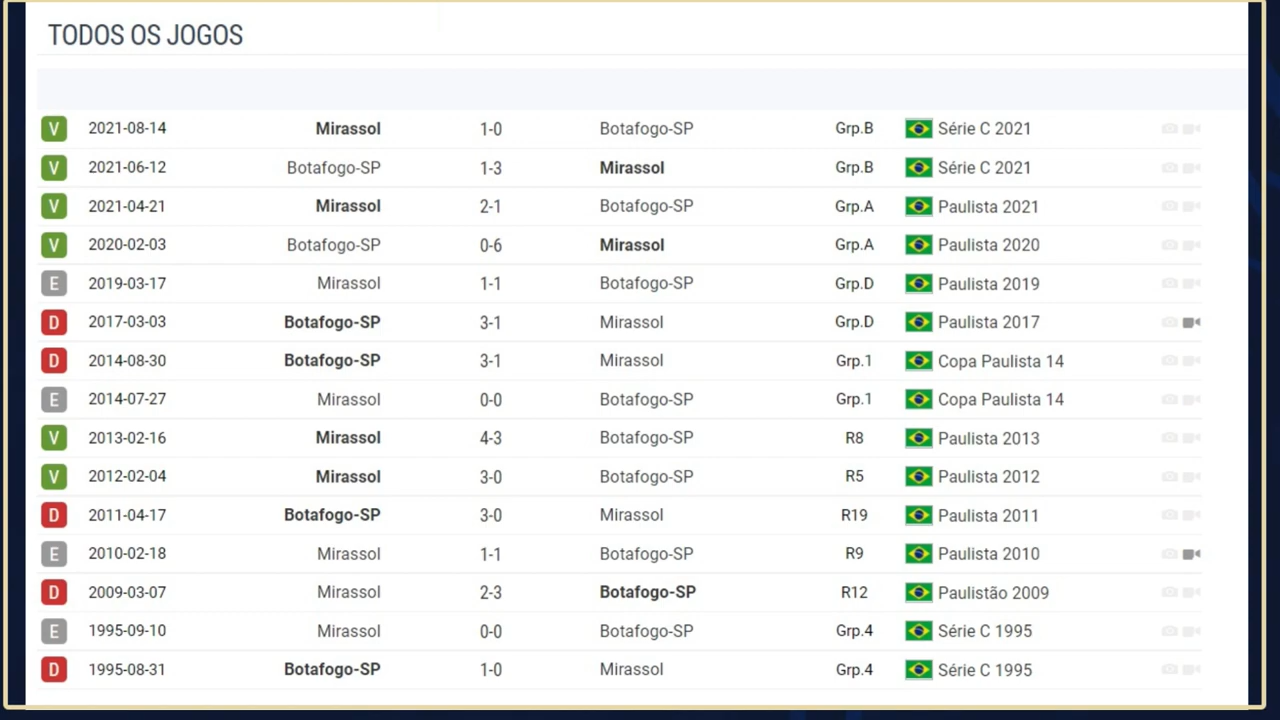 TODOS OS JOGOS
V 2021-08-14 Mirassol 1-0 Botafogo-SP Grp.B Série C 2021
V 2021-06-12 Botafogo-SP 1-3 Mirassol Grp.B Série C 2021
V 2021-04-21 Mirassol 2-1 Botafogo-SP Grp.A Paulista 2021
V 2020-02-03 Botafogo-SP 0-6 Mirassol Grp.A Paulista 2020
E 2019-03-17 Mirassol 1-1 Botafogo-SP Grp.D Paulista 2019
D 2017-03-03 Botafogo-SP 3-1 Mirassol Grp.D Paulista 2017
D 2014-08-30 Botafogo-SP 3-1 Mirassol Grp.1 Copa Paulista 14
E 2014-07-27 Mirassol 0-0 Botafogo-SP Grp.1 Copa Paulista 14
V 2013-02-16 Mirassol 4-3 Botafogo-SP R8 Paulista 2013
V 2012-02-04 Mirassol 3-0 Botafogo-SP R5 Paulista 2012
D 2011-04-17 Botafogo-SP 3-0 Mirassol R19 Paulista 2011
E 2010-02-18 Mirassol 1-1 Botafogo-SP R9 Paulista 2010
D 2009-03-07 Mirassol 2-3 Botafogo-SP R12 Paulistão 2009
E 1995-09-10 Mirassol 0-0 Botafogo-SP Grp.4 Série C 1995
D 1995-08-31 Botafogo-SP 1-0 Mirassol Grp.4 Série C 1995